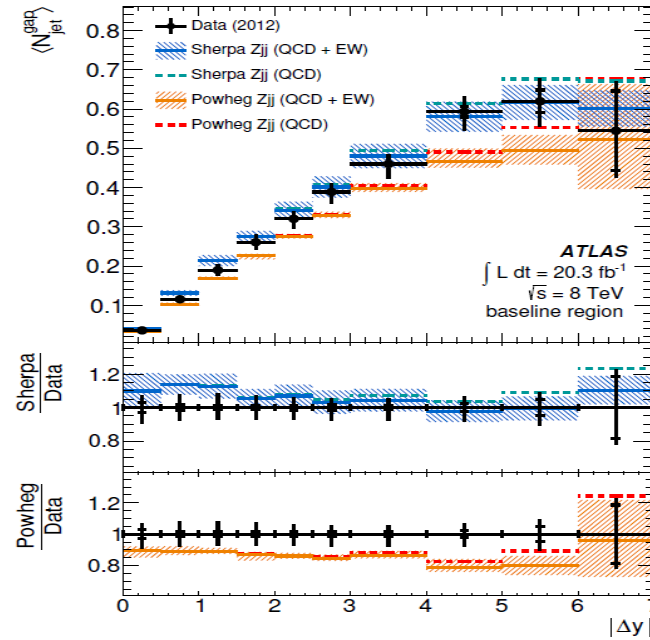 ⟨N_jet^gap⟩
0.8
0.7
0.6
0.5
0.4
0.3
0.2
0.1
Data (2012)
Sherpa Zjj (QCD + EW)
Sherpa Zjj (QCD)
Powheg Zjj (QCD + EW)
Powheg Zjj (QCD)
ATLAS
∫ L dt = 20.3 fb⁻¹
√s = 8 TeV
baseline region
Sherpa
Data
1.2
1
0.8
Powheg
Data
1.2
1
0.8
0 1 2 3 4 5 6 7
|Δy|